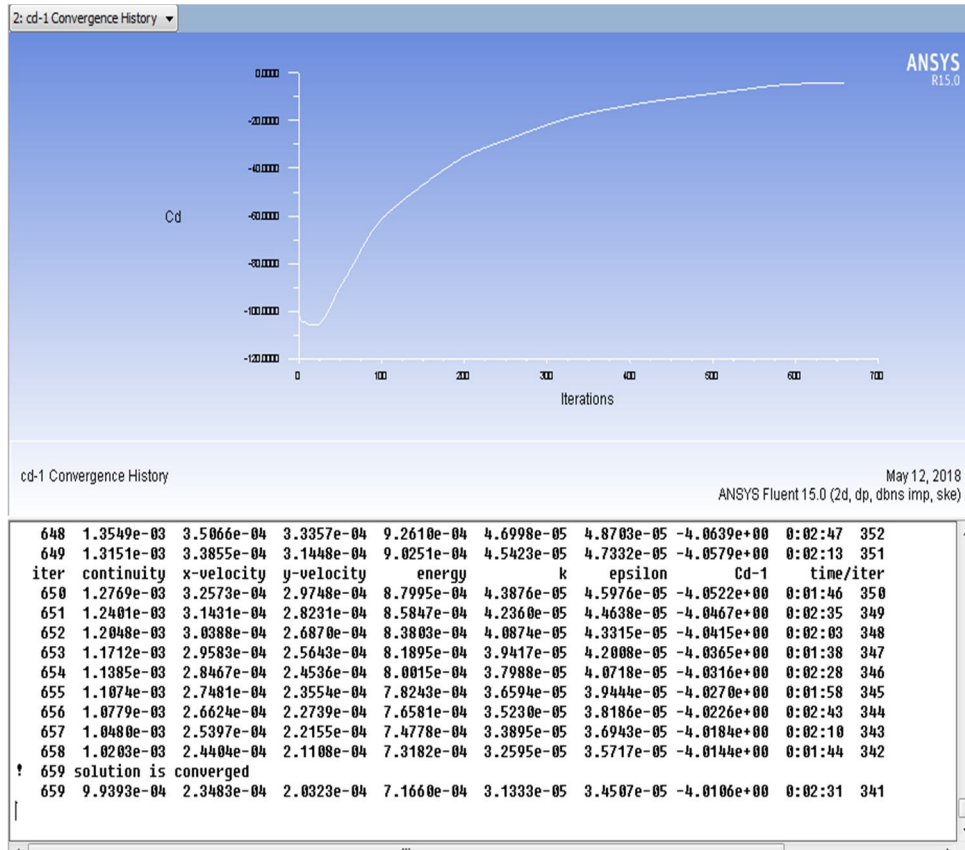 2: cd-1 Convergence History
ANSYS
R15.0
0.0000
-20.0000
-40.0000
-60.0000
-80.0000
-100.0000
-120.0000
Cd
0 100 200 300 400 500 600 700
Iterations
cd-1 Convergence History
May 12, 2018
ANSYS Fluent 15.0 (2d, dp, dbns imp, ske)
648 1.3549e-03 3.5066e-04 3.3357e-04 9.2610e-04 4.6998e-05 4.8703e-05 -4.0639e+00 0:02:47 352
649 1.3151e-03 3.3855e-04 3.1448e-04 9.0251e-04 4.5423e-05 4.7332e-05 -4.0579e+00 0:02:13 351
iter continuity x-velocity y-velocity energy k epsilon Cd-1 time/iter
650 1.2769e-03 3.2573e-04 2.9748e-04 8.7995e-04 4.3876e-05 4.5976e-05 -4.0522e+00 0:01:46 350
651 1.2401e-03 3.1431e-04 2.8231e-04 8.5847e-04 4.2360e-05 4.4638e-05 -4.0467e+00 0:02:35 349
652 1.2048e-03 3.0388e-04 2.6870e-04 8.3803e-04 4.0874e-05 4.3315e-05 -4.0415e+00 0:02:03 348
653 1.1712e-03 2.9583e-04 2.5643e-04 8.1895e-04 3.9417e-05 4.2008e-05 -4.0365e+00 0:01:38 347
654 1.1385e-03 2.8467e-04 2.4536e-04 8.0015e-04 3.7988e-05 4.0718e-05 -4.0316e+00 0:02:28 346
655 1.1074e-03 2.7481e-04 2.3554e-04 7.8243e-04 3.6594e-05 3.9444e-05 -4.0270e+00 0:01:58 345
656 1.0779e-03 2.6624e-04 2.2739e-04 7.6581e-04 3.5230e-05 3.8186e-05 -4.0226e+00 0:02:43 344
657 1.0480e-03 2.5397e-04 2.2155e-04 7.4778e-04 3.3895e-05 3.6943e-05 -4.0184e+00 0:02:10 343
658 1.0203e-03 2.4404e-04 2.1108e-04 7.3182e-04 3.2595e-05 3.5717e-05 -4.0144e+00 0:01:44 342
! 659 solution is converged
659 9.9393e-04 2.3483e-04 2.0323e-04 7.1660e-04 3.1333e-05 3.4507e-05 -4.0106e+00 0:02:31 341